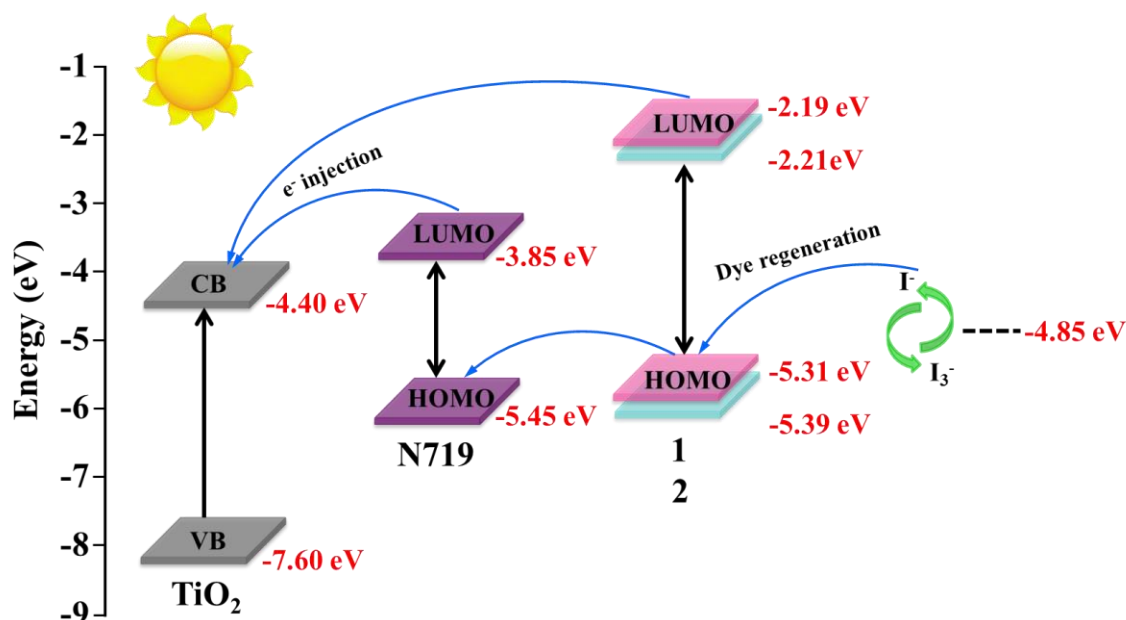 Energy (eV)
-1
-2
-3
-4
-5
-6
-7
-8
-9
e⁻ injection
LUMO
-2.19 eV
-2.21eV
LUMO
-3.85 eV
Dye regeneration
CB
-4.40 eV
I⁻
I₃⁻
-4.85 eV
HOMO
-5.45 eV
N719
HOMO
-5.31 eV
-5.39 eV
1
2
VB
-7.60 eV
TiO₂